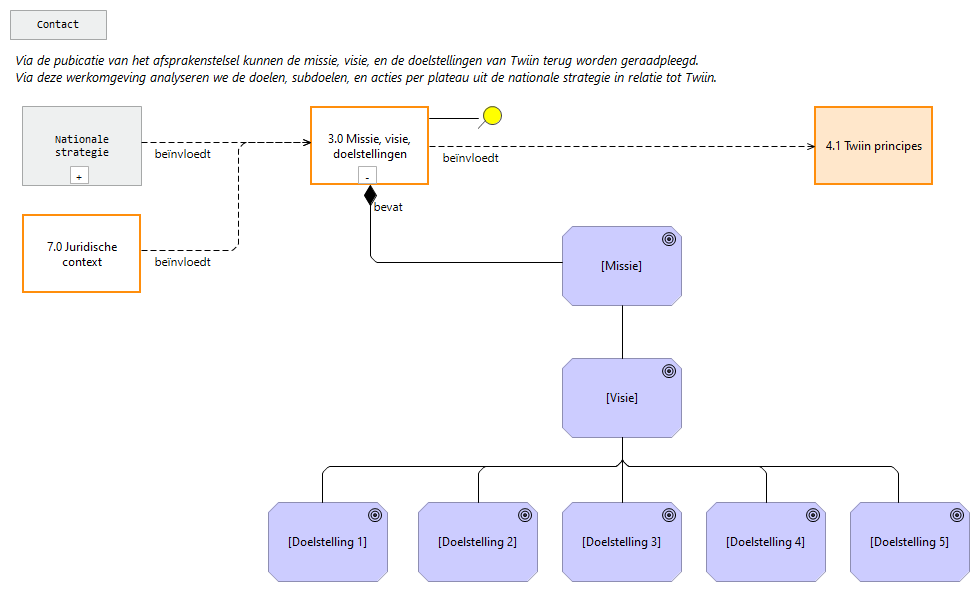 Contact
Via de pubicatie van het afsprakenstelsel kunnen de missie, visie, en de doelstellingen van Twiin terug worden geraadpleegd.
Via deze werkomgeving analyseren we de doelen, subdoelen, en acties per plateau uit de nationale strategie in relatie tot Twiin.
Nationale
strategie
+
beïnvloedt
3.0 Missie, visie,
doelstellingen
-
beïnvloedt
4.1 Twiin principes
bevat
7.0 Juridische
context
beïnvloedt
[Missie]
[Visie]
[Doelstelling 1]
[Doelstelling 2]
[Doelstelling 3]
[Doelstelling 4]
[Doelstelling 5]